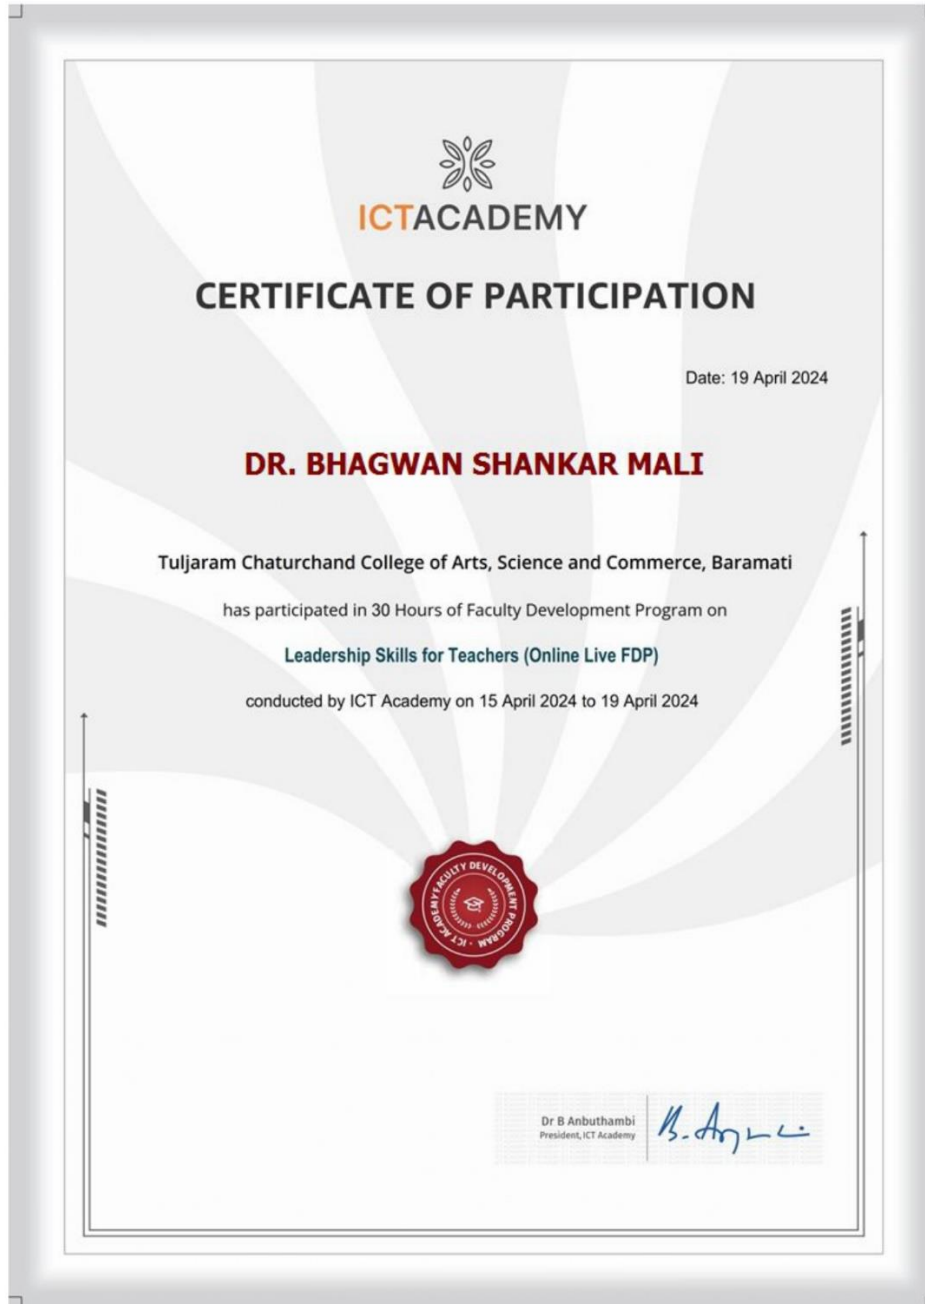 ICTACADEMY
CERTIFICATE OF PARTICIPATION
Date: 19 April 2024
DR. BHAGWAN SHANKAR MALI
Tuljaram Chaturchand College of Arts, Science and Commerce, Baramati
has participated in 30 Hours of Faculty Development Program on
Leadership Skills for Teachers (Online Live FDP)
conducted by ICT Academy on 15 April 2024 to 19 April 2024
FACULTY DEVELOPMENT PROGRAM · ICT ACADEMY
Dr B Anbuthambi
President, ICT Academy